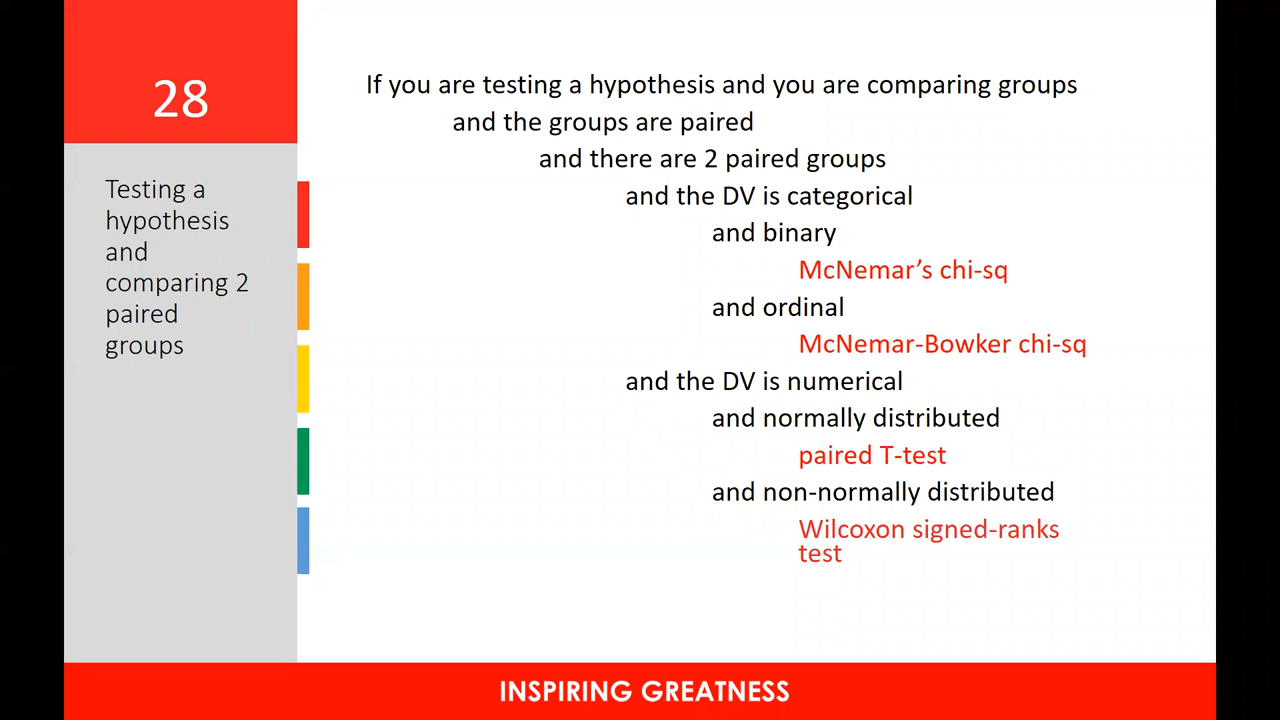 28
Testing a
hypothesis
and
comparing 2
paired
groups
If you are testing a hypothesis and you are comparing groups
and the groups are paired
and there are 2 paired groups
and the DV is categorical
and binary
McNemar’s chi-sq
and ordinal
McNemar-Bowker chi-sq
and the DV is numerical
and normally distributed
paired T-test
and non-normally distributed
Wilcoxon signed-ranks
test
INSPIRING GREATNESS